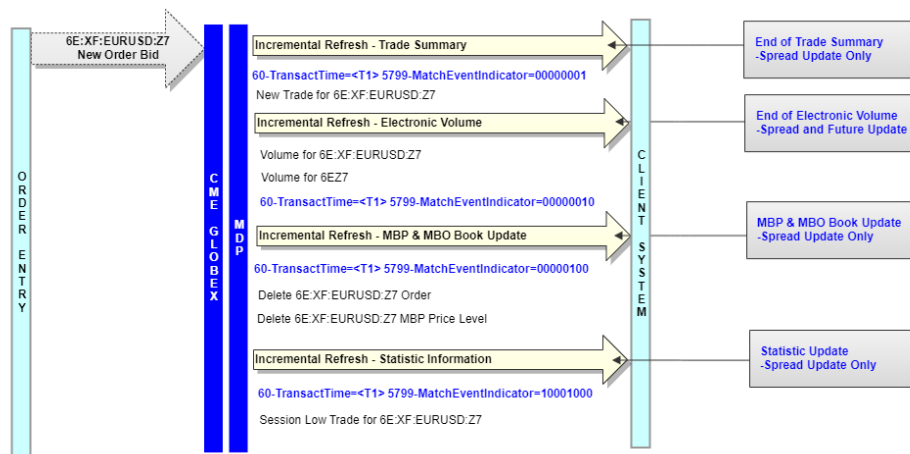 6E:XF:EURUSD:Z7
New Order Bid
Incremental Refresh - Trade Summary
End of Trade Summary
-Spread Update Only
60-TransactTime=<T1> 5799-MatchEventIndicator=00000001
New Trade for 6E:XF:EURUSD:Z7
Incremental Refresh - Electronic Volume
End of Electronic Volume
-Spread and Future Update
Volume for 6E:XF:EURUSD:Z7
Volume for 6EZ7
60-TransactTime=<T1> 5799-MatchEventIndicator=00000010
ORDER ENTRY
CME GLOBEX
MDP
CLIENT SYSTEM
Incremental Refresh - MBP & MBO Book Update
MBP & MBO Book Update
-Spread Update Only
60-TransactTime=<T1> 5799-MatchEventIndicator=00000100
Delete 6E:XF:EURUSD:Z7 Order
Delete 6E:XF:EURUSD:Z7 MBP Price Level
Incremental Refresh - Statistic Information
Statistic Update
-Spread Update Only
60-TransactTime=<T1> 5799-MatchEventIndicator=10001000
Session Low Trade for 6E:XF:EURUSD:Z7